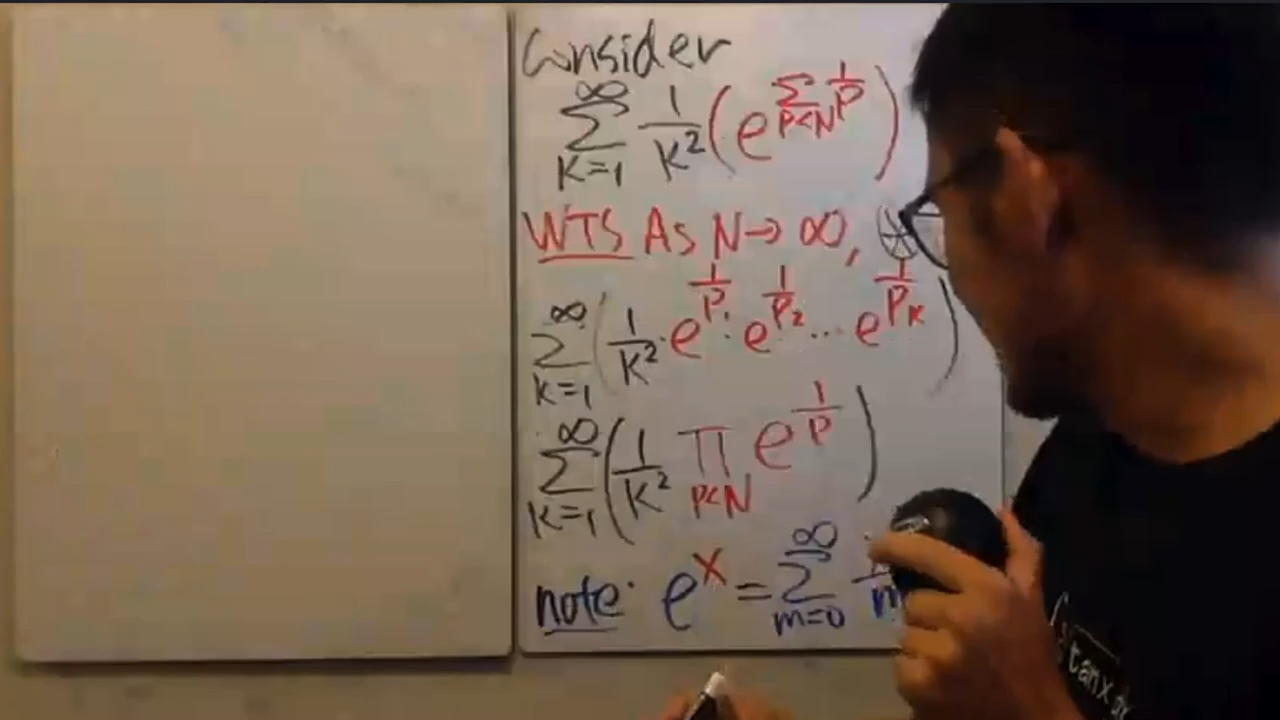 Consider
∞ Σ K=1 1/K² (e^(Σ P<N 1/P))
WTS As N→∞,
∞ Σ K=1 (1/K² · e^(1/P₁) · e^(1/P₂) ... e^(1/P_K))
∞ Σ K=1 (1/K² Π P<N e^(1/P))
note: e^x = ∞ Σ m=0
tanx